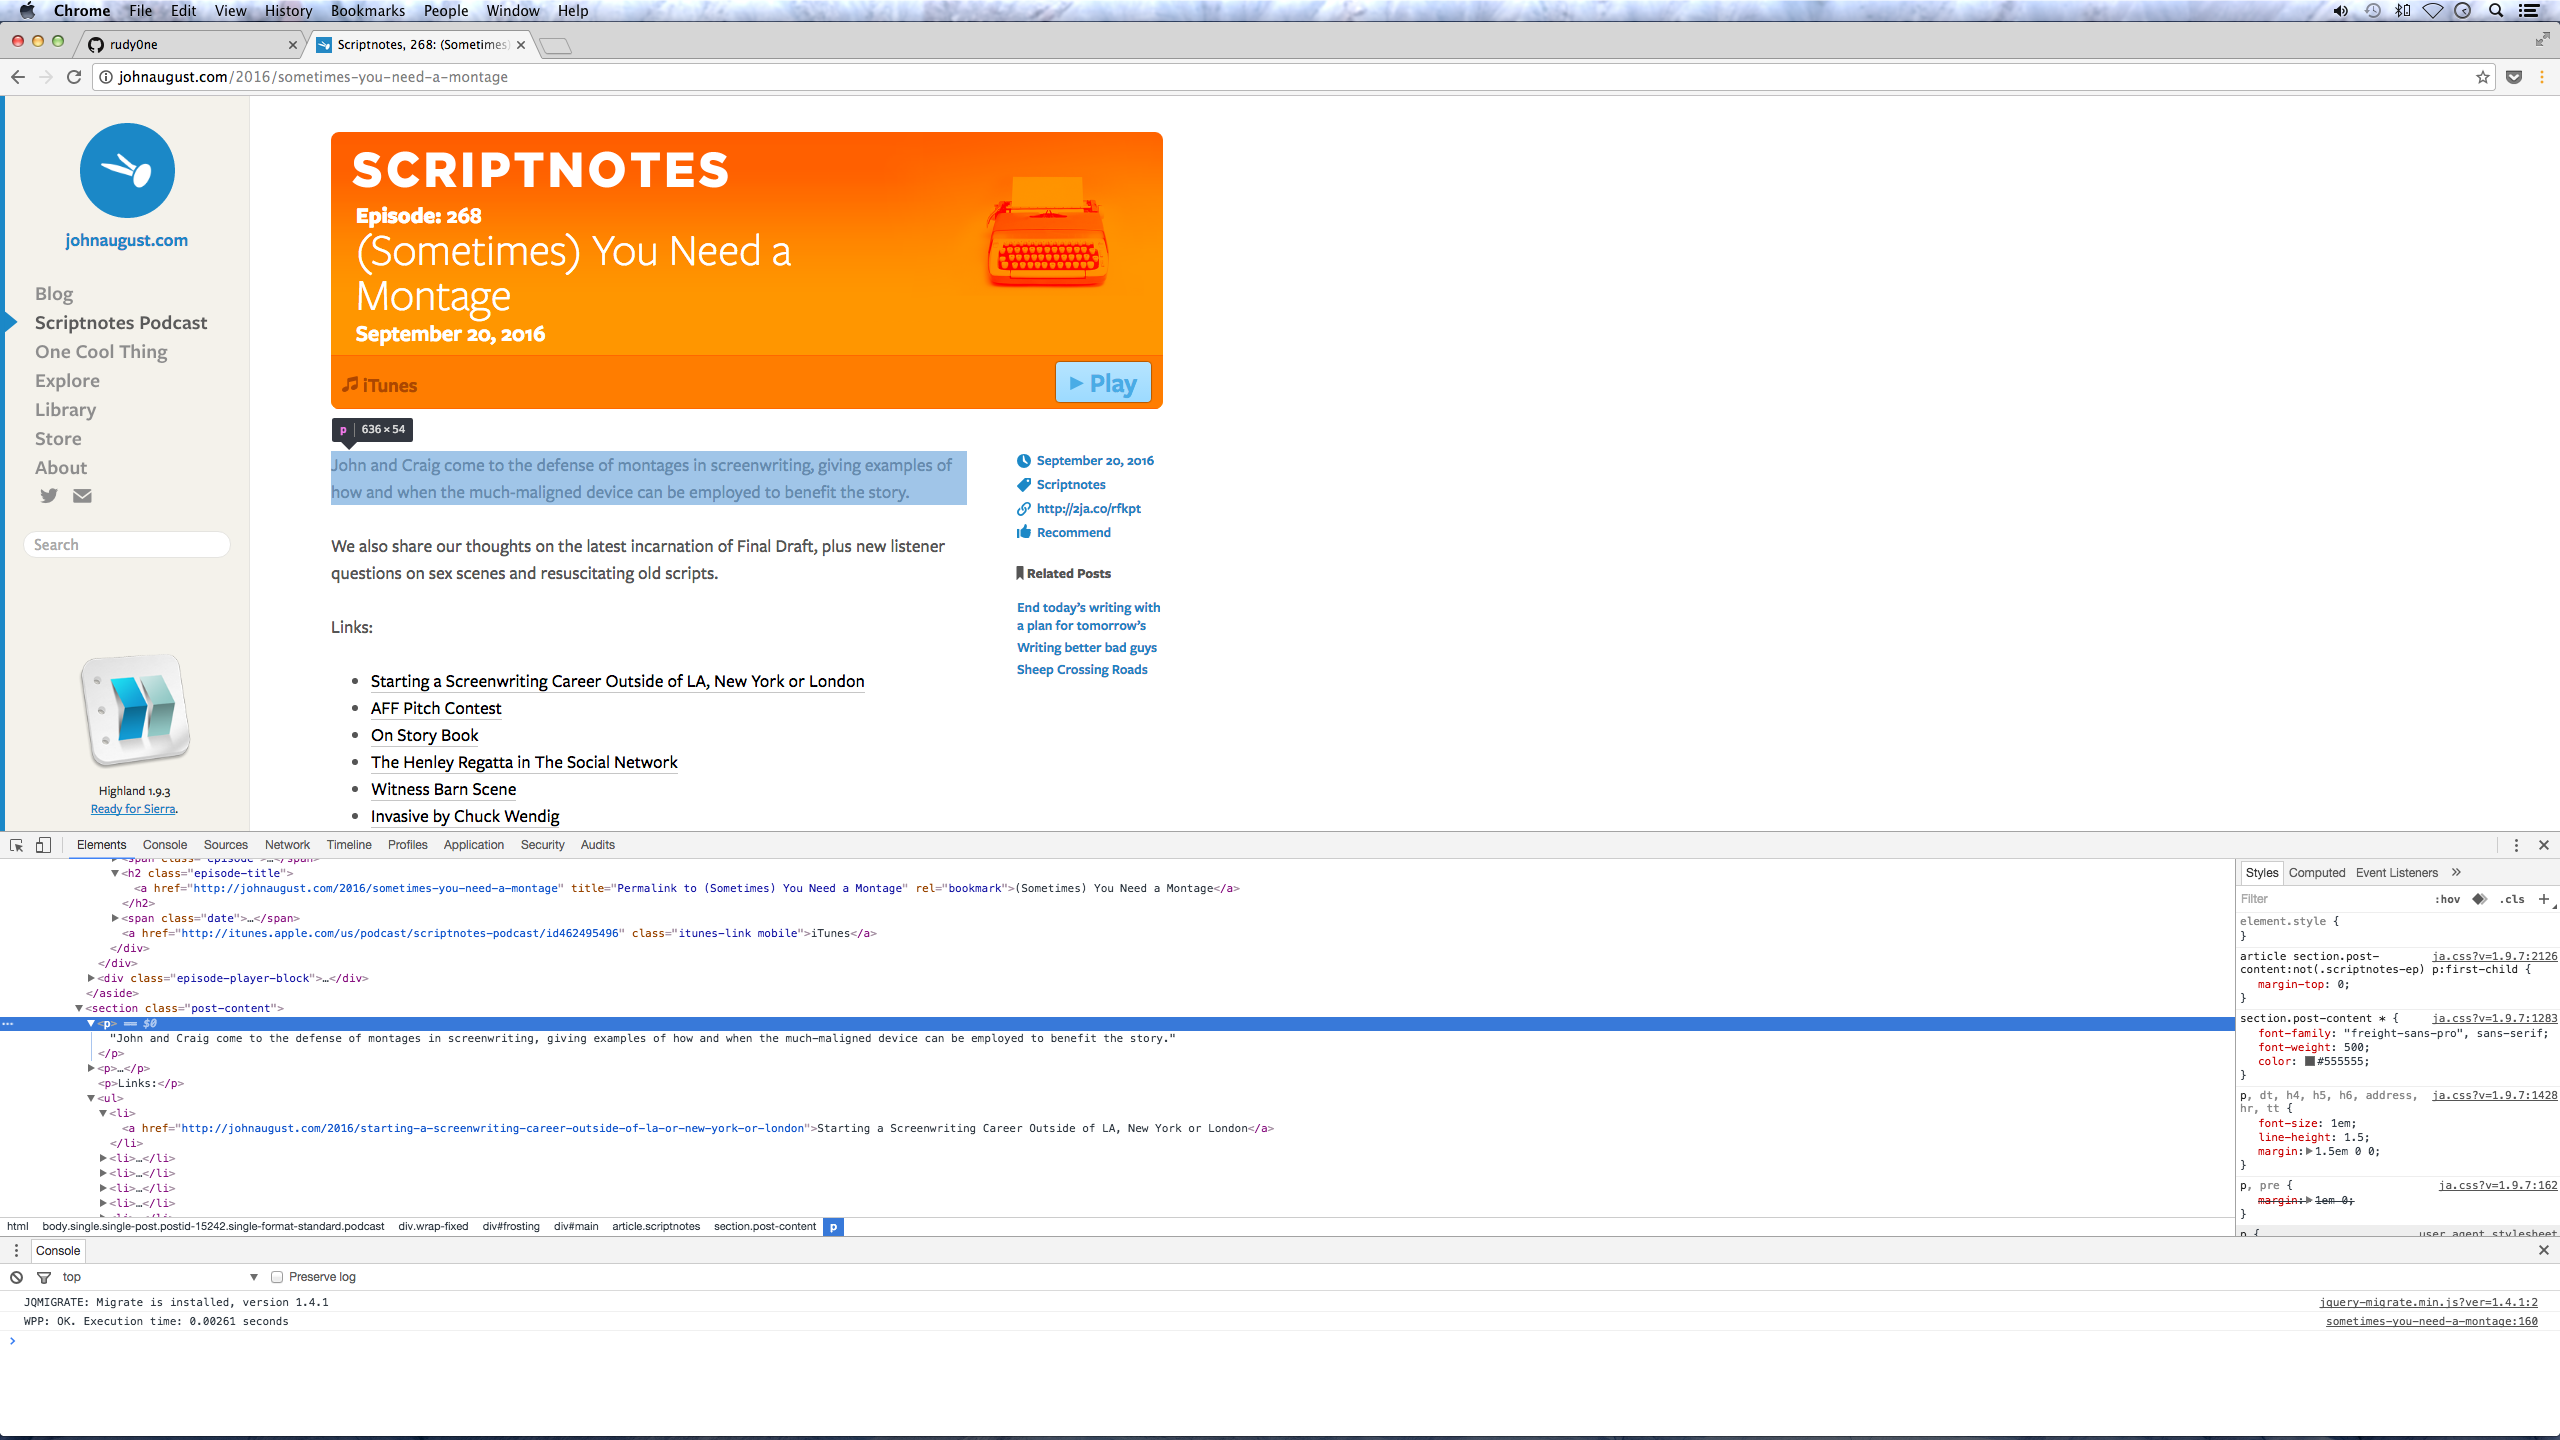 Chrome File Edit View History Bookmarks People Window Help
rudy0ne
Scriptnotes, 268: (Sometimes)
johnaugust.com/2016/sometimes-you-need-a-montage
johnaugust.com
Blog
Scriptnotes Podcast
One Cool Thing
Explore
Library
Store
About
Search
Highland 1.9.3
Ready for Sierra.
SCRIPTNOTES
Episode: 268
(Sometimes) You Need a
Montage
September 20, 2016
iTunes
Play
p 636 × 54
John and Craig come to the defense of montages in screenwriting, giving examples of
how and when the much-maligned device can be employed to benefit the story.
We also share our thoughts on the latest incarnation of Final Draft, plus new listener
questions on sex scenes and resuscitating old scripts.
Links:
Starting a Screenwriting Career Outside of LA, New York or London
AFF Pitch Contest
On Story Book
The Henley Regatta in The Social Network
Witness Barn Scene
Invasive by Chuck Wendig
September 20, 2016
Scriptnotes
http://2ja.co/rfkpt
Recommend
Related Posts
End today's writing with
a plan for tomorrow's
Writing better bad guys
Sheep Crossing Roads
Elements Console Sources Network Timeline Profiles Application Security Audits
<span class="episode">…</span>
<h2 class="episode-title">
<a href="http://johnaugust.com/2016/sometimes-you-need-a-montage" title="Permalink to (Sometimes) You Need a Montage" rel="bookmark">(Sometimes) You Need a Montage</a>
</h2>
<span class="date">…</span>
<a href="http://itunes.apple.com/us/podcast/scriptnotes-podcast/id462495496" class="itunes-link mobile">iTunes</a>
</div>
</div>
<div class="episode-player-block">…</div>
</aside>
<section class="post-content">
… <p> == $0
"John and Craig come to the defense of montages in screenwriting, giving examples of how and when the much-maligned device can be employed to benefit the story."
</p>
<p>…</p>
<p>Links:</p>
<ul>
<li>
<a href="http://johnaugust.com/2016/starting-a-screenwriting-career-outside-of-la-or-new-york-or-london">Starting a Screenwriting Career Outside of LA, New York or London</a>
</li>
<li>…</li>
<li>…</li>
<li>…</li>
<li>…</li>
html body.single.single-post.postid-15242.single-format-standard.podcast div.wrap-fixed div#frosting div#main article.scriptnotes section.post-content p
Styles Computed Event Listeners »
Filter :hov .cls +
element.style {
}
article section.post- ja.css?v=1.9.7:2126
content:not(.scriptnotes-ep) p:first-child {
margin-top: 0;
}
section.post-content * { ja.css?v=1.9.7:1283
font-family: "freight-sans-pro", sans-serif;
font-weight: 500;
color: #555555;
}
p, dt, h4, h5, h6, address, ja.css?v=1.9.7:1428
hr, tt {
font-size: 1em;
line-height: 1.5;
margin: 1.5em 0 0;
}
p, pre { ja.css?v=1.9.7:162
margin: 1em 0;
}
p { user agent stylesheet
Console
top Preserve log
JQMIGRATE: Migrate is installed, version 1.4.1 jquery-migrate.min.js?ver=1.4.1:2
WPP: OK. Execution time: 0.00261 seconds sometimes-you-need-a-montage:160